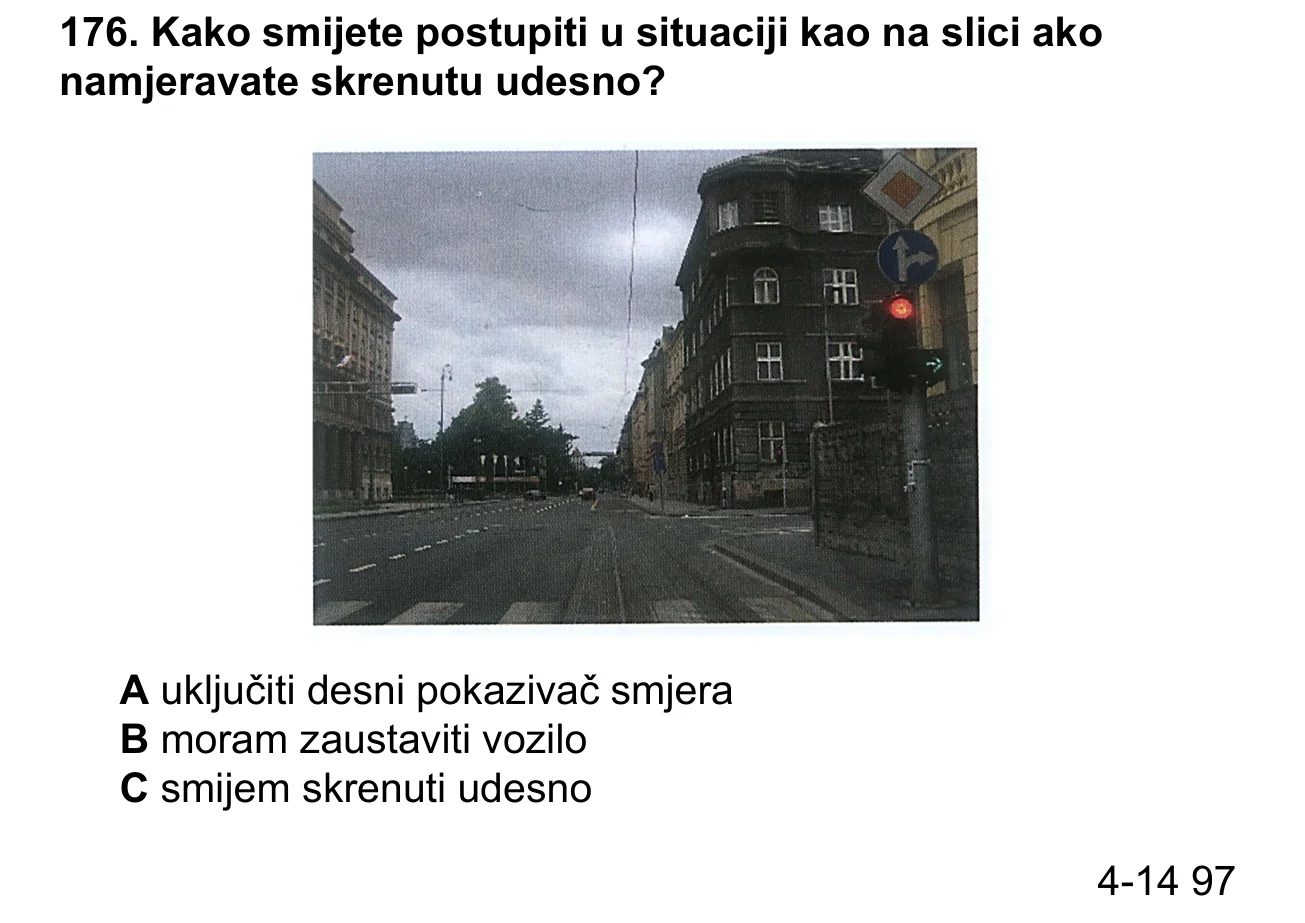 176. Kako smijete postupiti u situaciji kao na slici ako
namjeravate skrenutu udesno?
A uključiti desni pokazivač smjera
B moram zaustaviti vozilo
C smijem skrenuti udesno
4-14 97